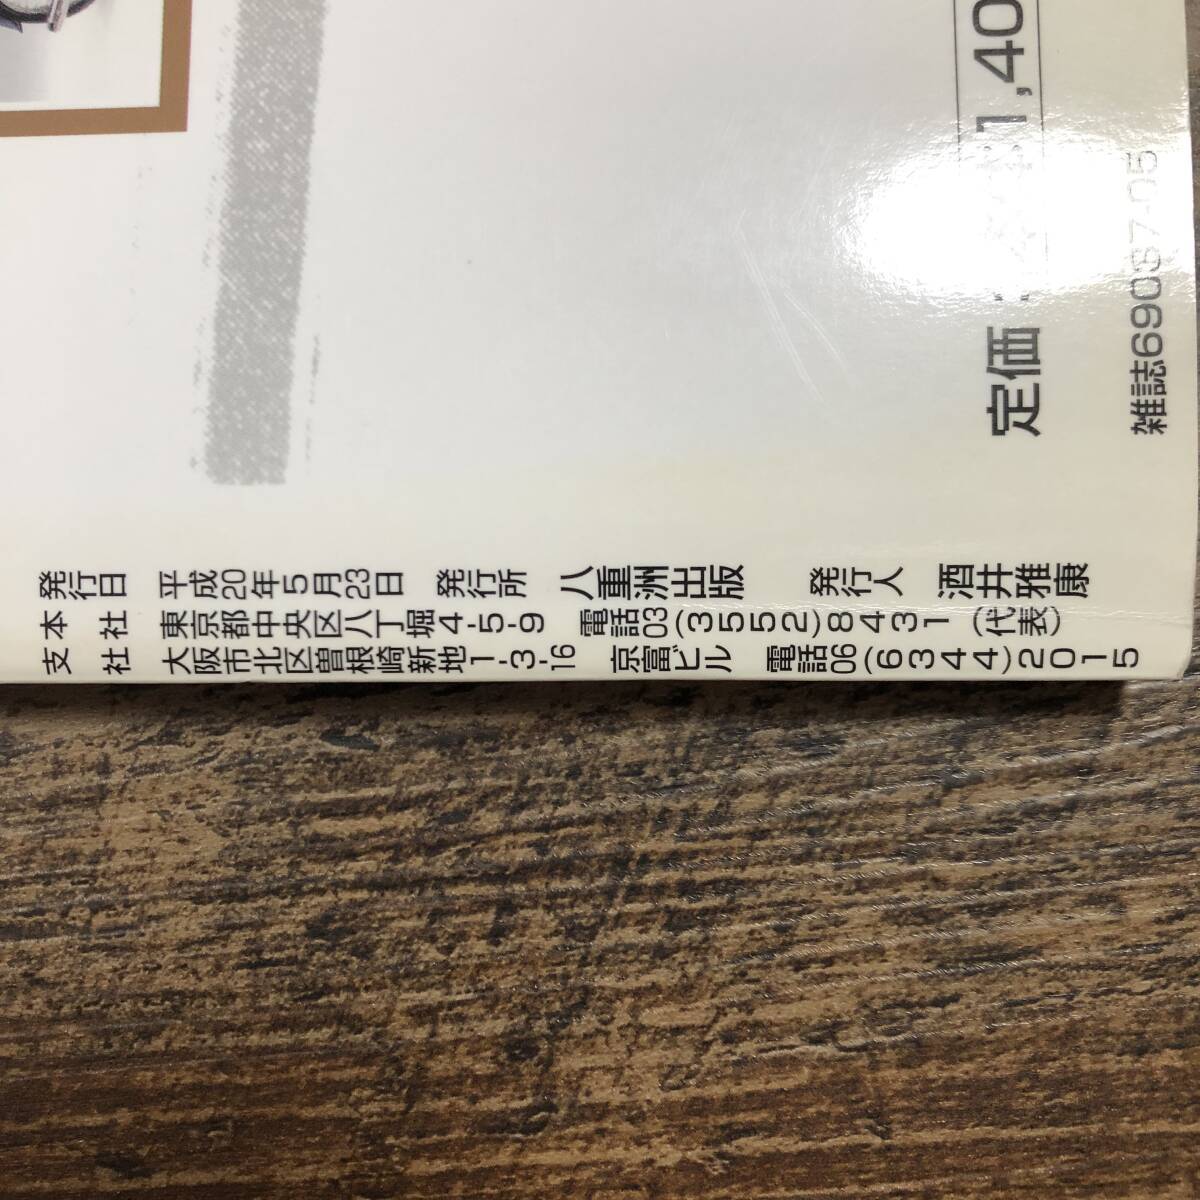 発行日 平成20年5月23日 発行所 八重洲出版 発行人 酒井雅康
本社 東京都中央区八丁堀4-5-9 電話03(3552)8431(代表)
支社 大阪市北区曽根崎新地1-3-16 京富ビル 電話06(6344)2015
定価 1,40
雑誌69087-05